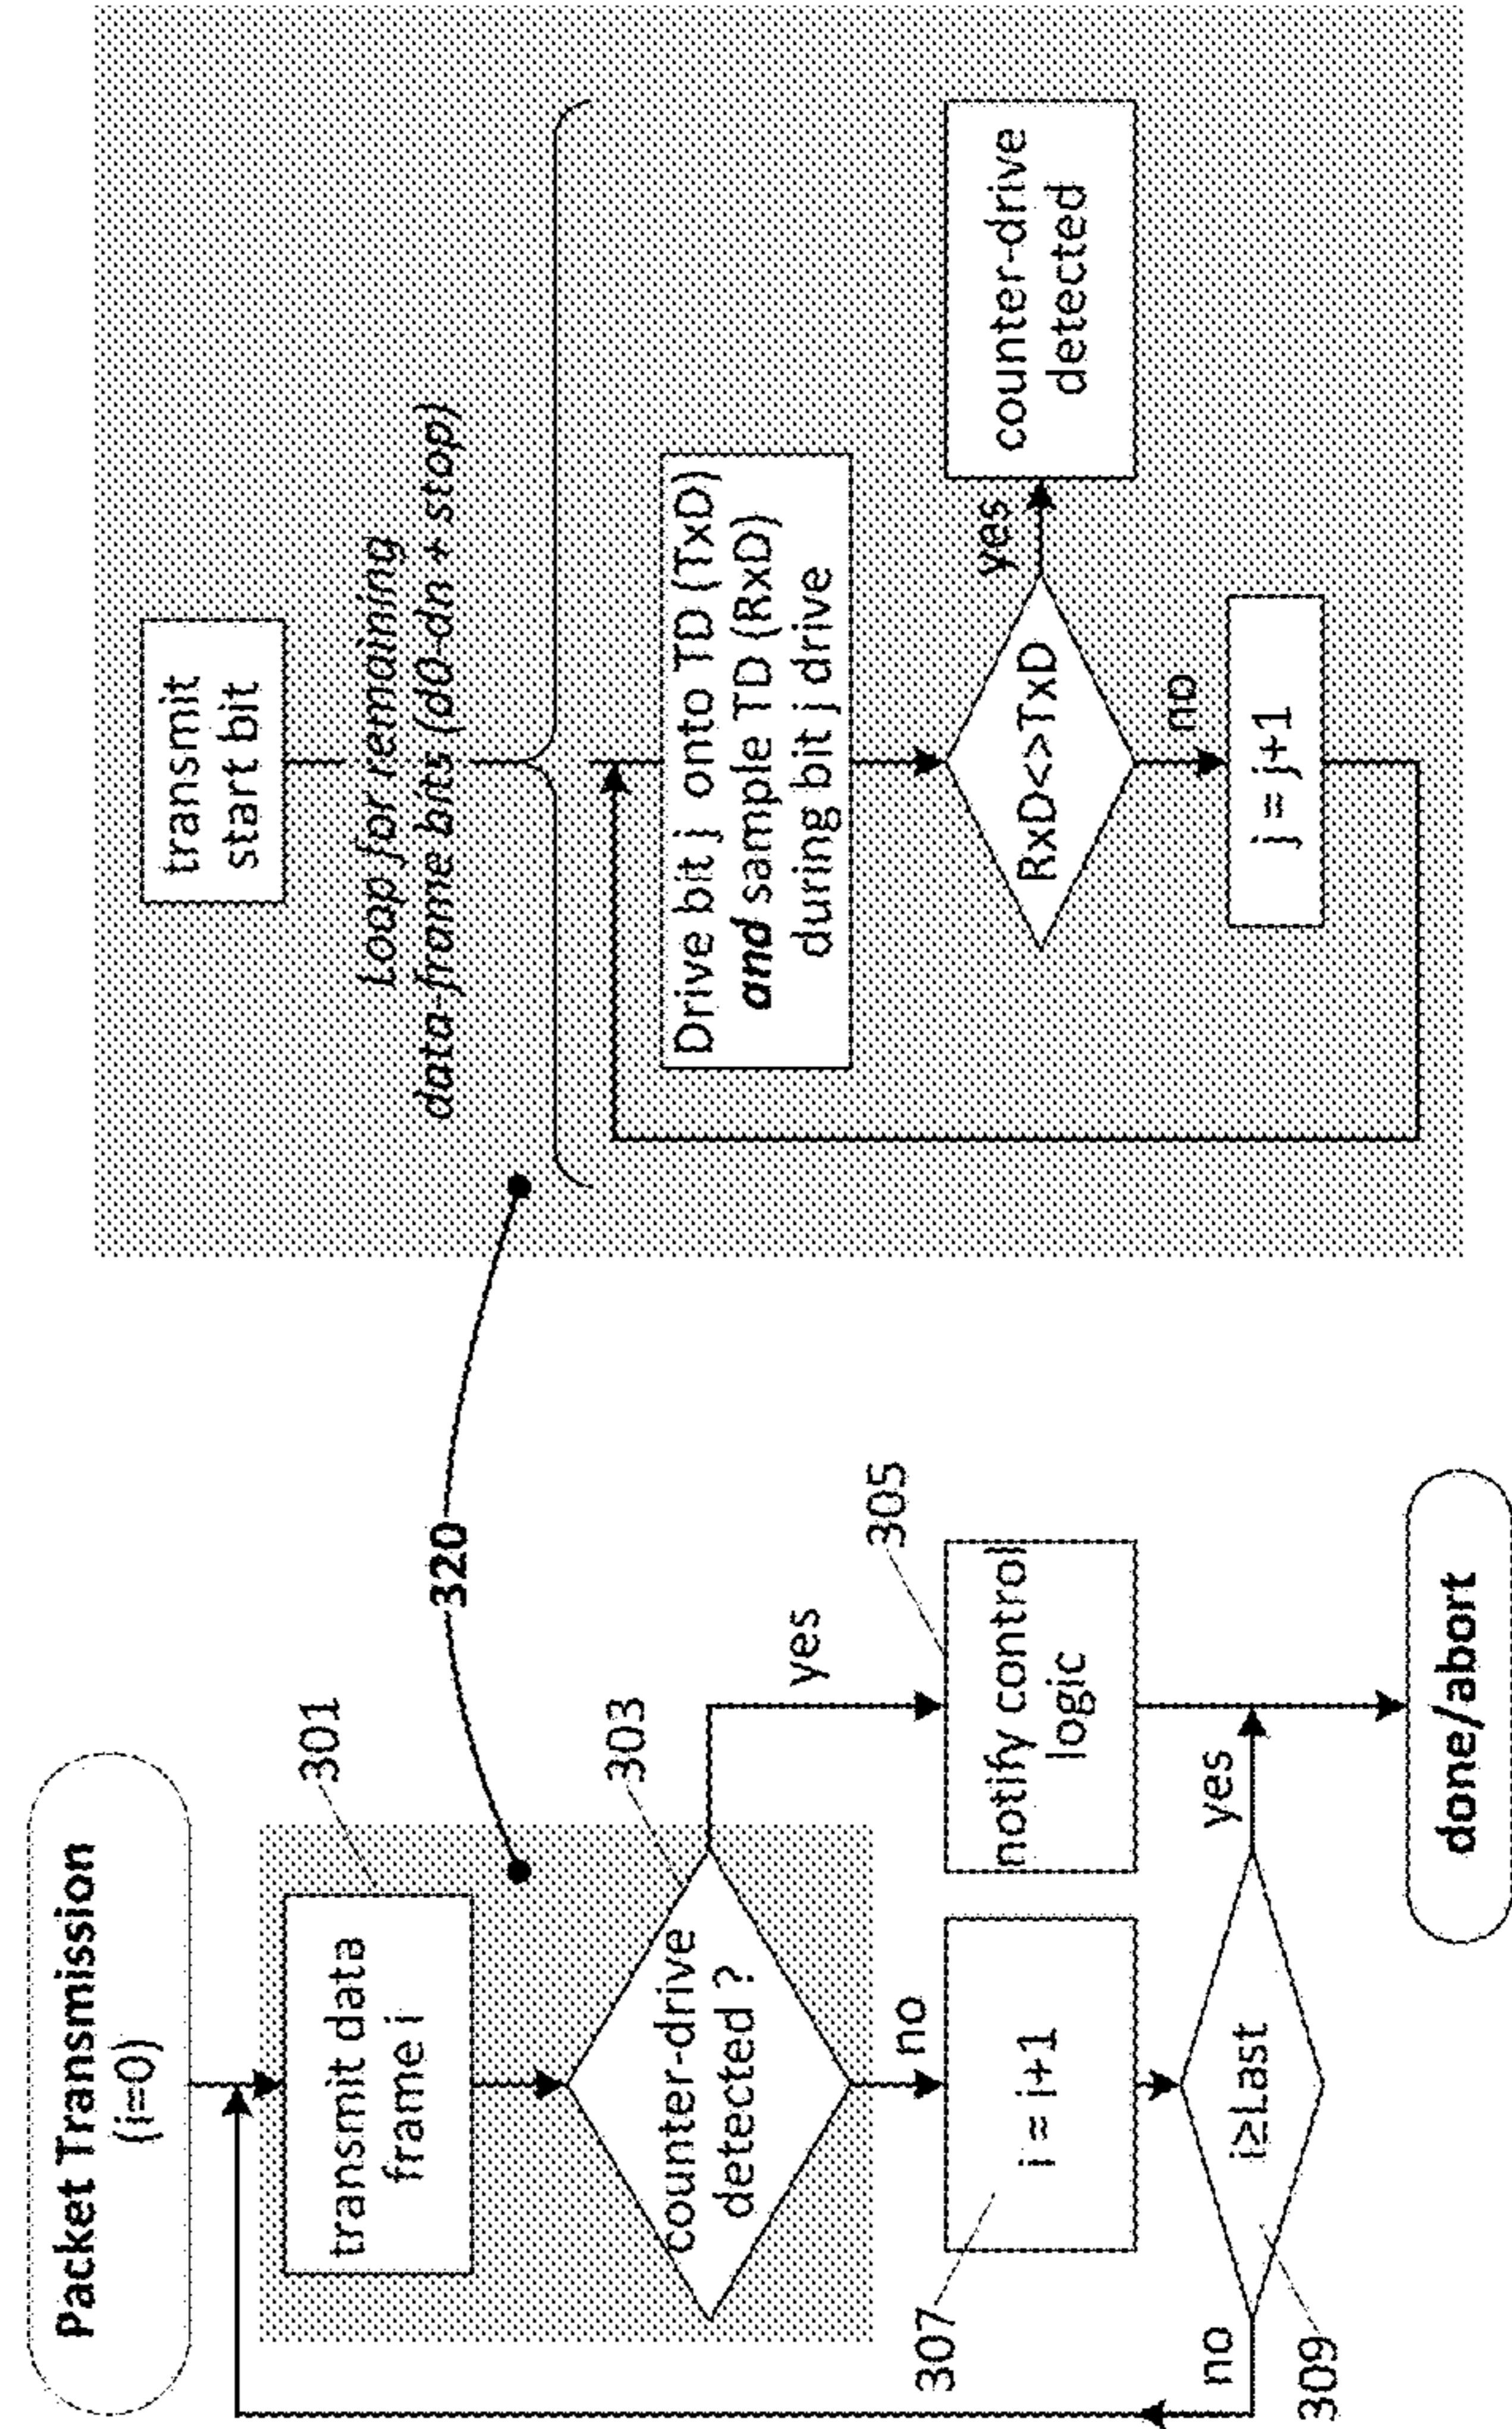 Packet Transmission
(i=0)
301
transmit data
frame i
303
counter-drive
detected ?
yes
305
notify control
logic
no
307
i = i+1
309
i≥Last
no
yes
done/abort
320
transmit
start bit
Loop for remaining
data-frame bits (d0-dn + stop)
Drive bit j onto TD (TxD)
and sample TD (RxD)
during bit j drive
RxD<>TxD
yes
counter-drive
detected
no
j = j+1